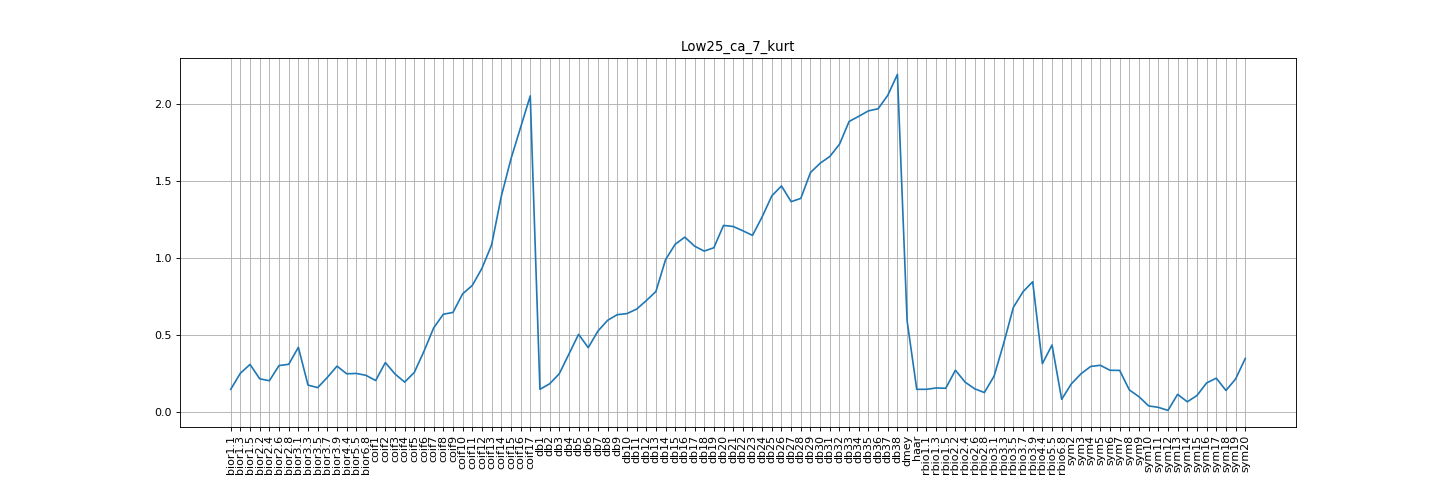 Low25_ca_7_kurt
2.0
1.5
1.0
0.5
0.0
bior1.1
bior1.3
bior1.5
bior2.2
bior2.4
bior2.6
bior2.8
bior3.1
bior3.3
bior3.5
bior3.7
bior3.9
bior4.4
bior5.5
bior6.8
coif1
coif2
coif3
coif4
coif5
coif6
coif7
coif8
coif9
coif10
coif11
coif12
coif13
coif14
coif15
coif16
coif17
db1
db2
db3
db4
db5
db6
db7
db8
db9
db10
db11
db12
db13
db14
db15
db16
db17
db18
db19
db20
db21
db22
db23
db24
db25
db26
db27
db28
db29
db30
db31
db32
db33
db34
db35
db36
db37
db38
dmey
haar
rbio1.1
rbio1.3
rbio1.5
rbio2.2
rbio2.4
rbio2.6
rbio2.8
rbio3.1
rbio3.3
rbio3.5
rbio3.7
rbio3.9
rbio4.4
rbio5.5
rbio6.8
sym2
sym3
sym4
sym5
sym6
sym7
sym8
sym9
sym10
sym11
sym12
sym13
sym14
sym15
sym16
sym17
sym18
sym19
sym20